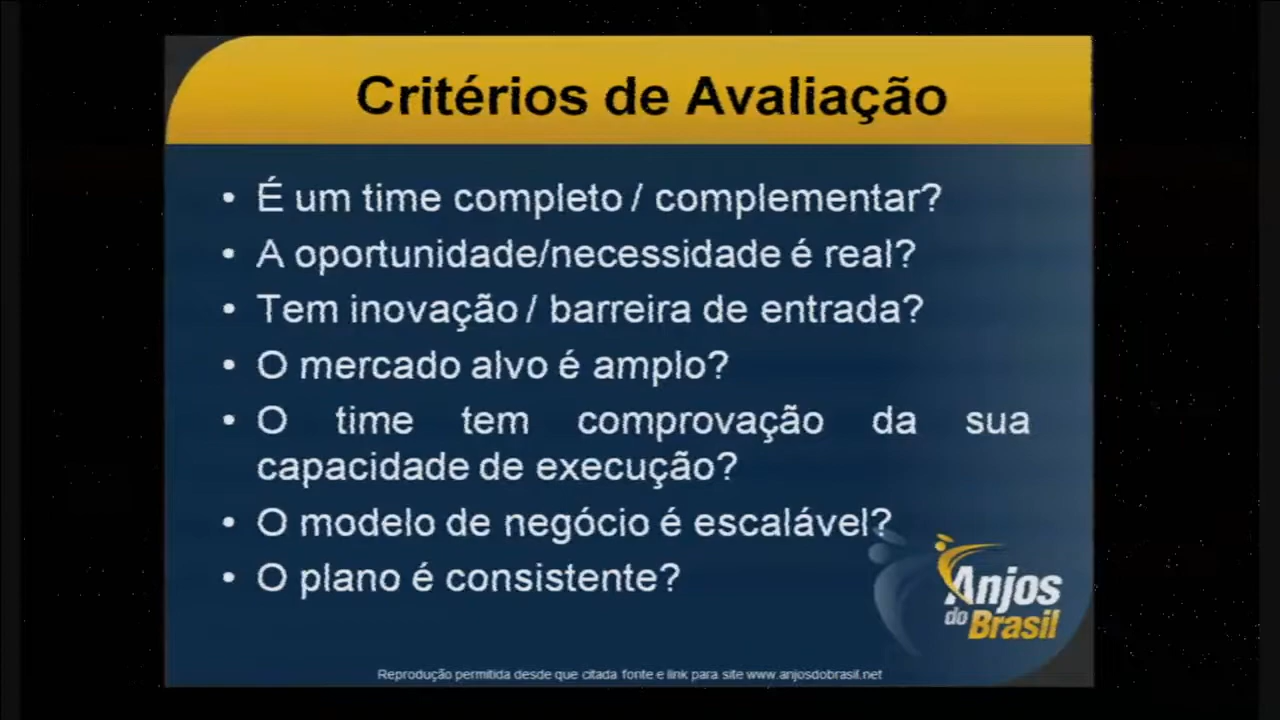 Critérios de Avaliação
• É um time completo / complementar?
• A oportunidade/necessidade é real?
• Tem inovação / barreira de entrada?
• O mercado alvo é amplo?
• O time tem comprovação da sua
capacidade de execução?
• O modelo de negócio é escalável?
• O plano é consistente?
Anjos
do Brasil
Reprodução permitida desde que citada fonte e link para site www.anjosdobrasil.net